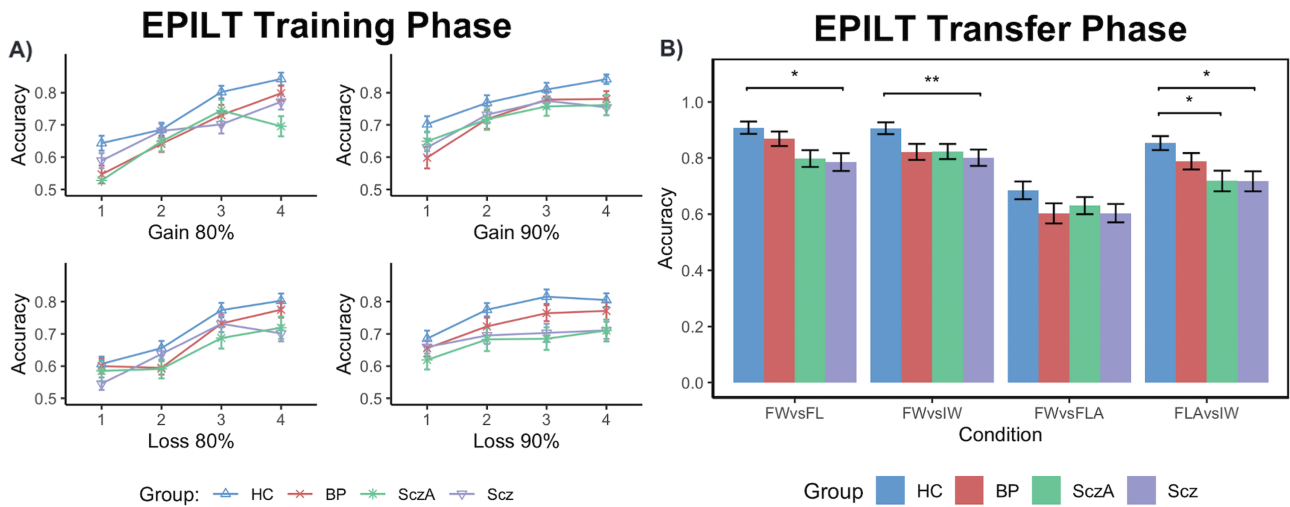 EPILT Training Phase
A)
Accuracy
0.8
0.7
0.6
0.5
1 2 3 4
Gain 80%
Accuracy
0.8
0.7
0.6
0.5
1 2 3 4
Gain 90%
Accuracy
0.8
0.7
0.6
0.5
1 2 3 4
Loss 80%
Accuracy
0.8
0.7
0.6
0.5
1 2 3 4
Loss 90%
Group: HC BP SczA Scz
EPILT Transfer Phase
B)
* ** * *
Accuracy
1.0
0.8
0.6
0.4
0.2
0.0
FWvsFL FWvsIW FWvsFLA FLAvsIW
Condition
Group HC BP SczA Scz